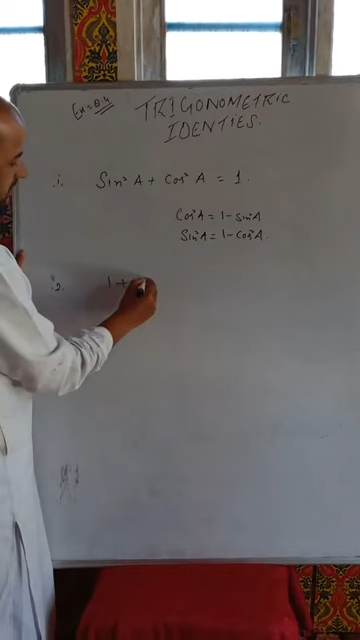 Ex:- 8.4
TRIGONOMETRIC
IDENTIES.
.i. Sin² A + Cos² A = 1.
Cos²A = 1 - Sin²A
Sin²A = 1 - Cos²A.
:2. 1 +